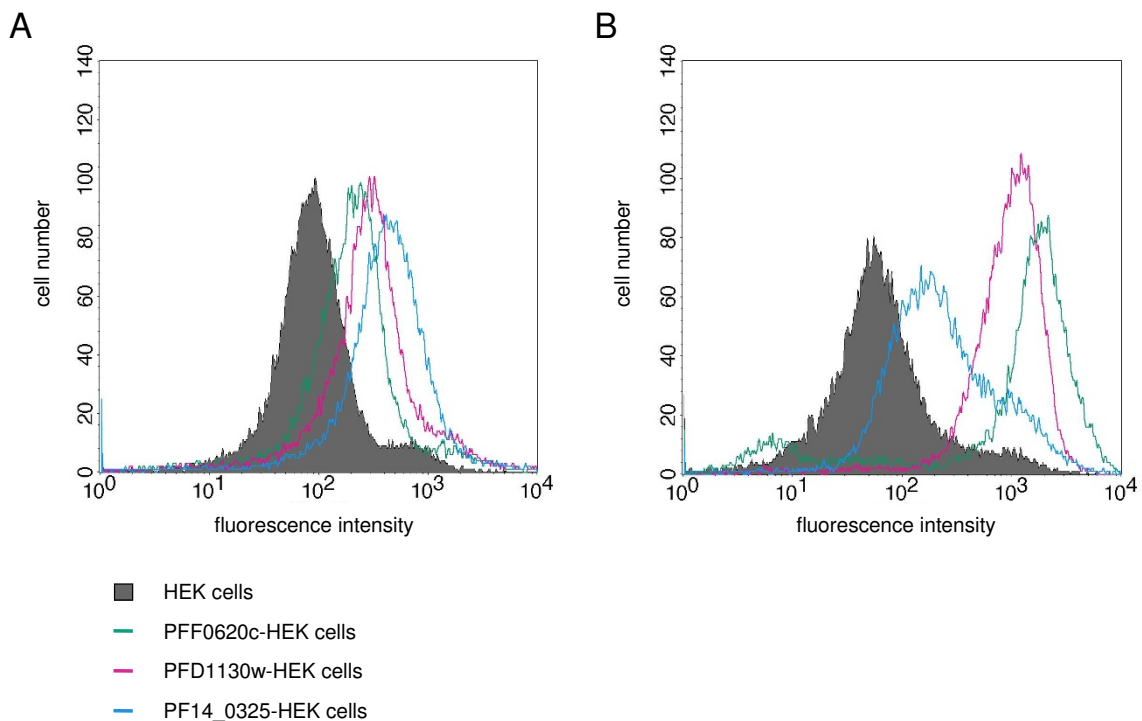 A
B
140
120
100
80
60
40
20
0
cell number
10^0 10^1 10^2 10^3 10^4
fluorescence intensity
140
120
100
80
60
40
20
0
cell number
10^0 10^1 10^2 10^3 10^4
fluorescence intensity
HEK cells
PFF0620c-HEK cells
PFD1130w-HEK cells
PF14_0325-HEK cells